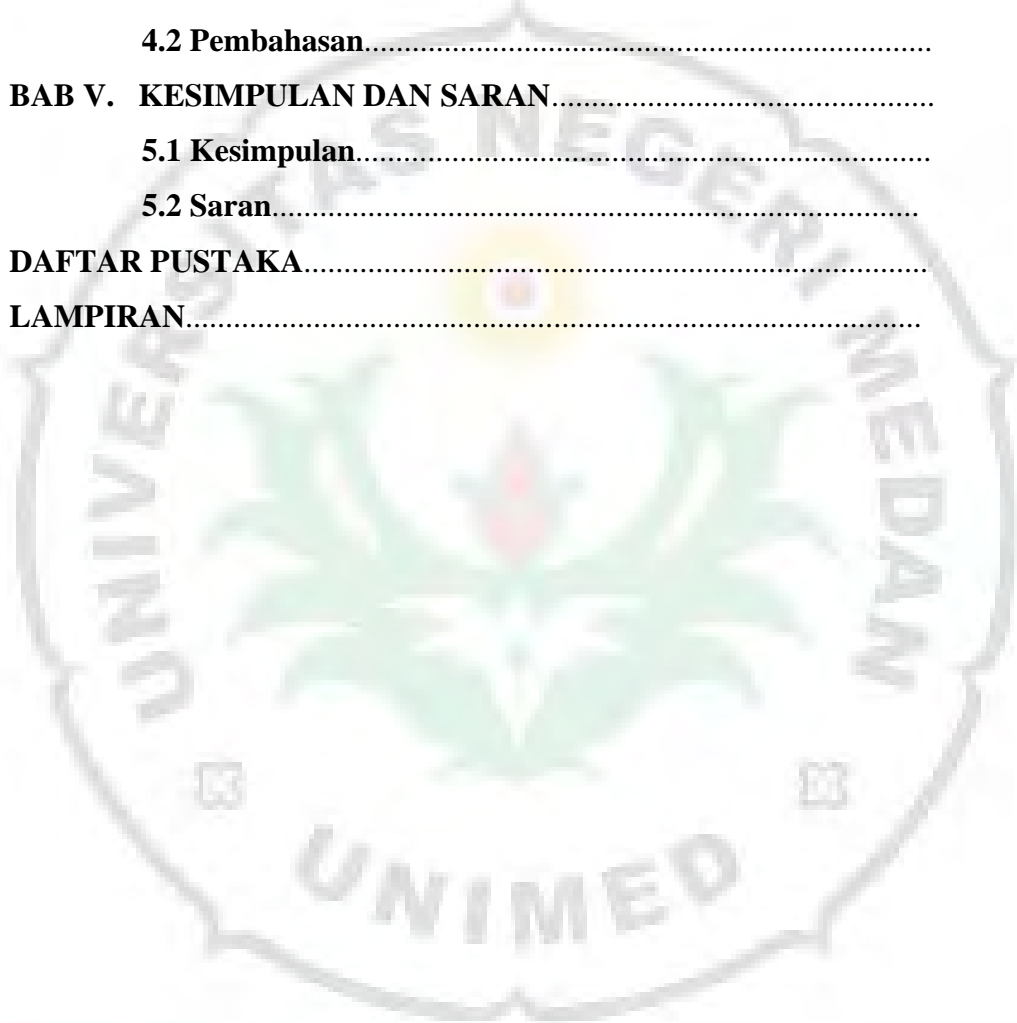 4.2 Pembahasan.......................................................................
BAB V. KESIMPULAN DAN SARAN................................................
5.1 Kesimpulan........................................................................
5.2 Saran.................................................................................
DAFTAR PUSTAKA..............................................................................
LAMPIRAN............................................................................................
UNIVERSITAS NEGERI MEDAN
UNIMED